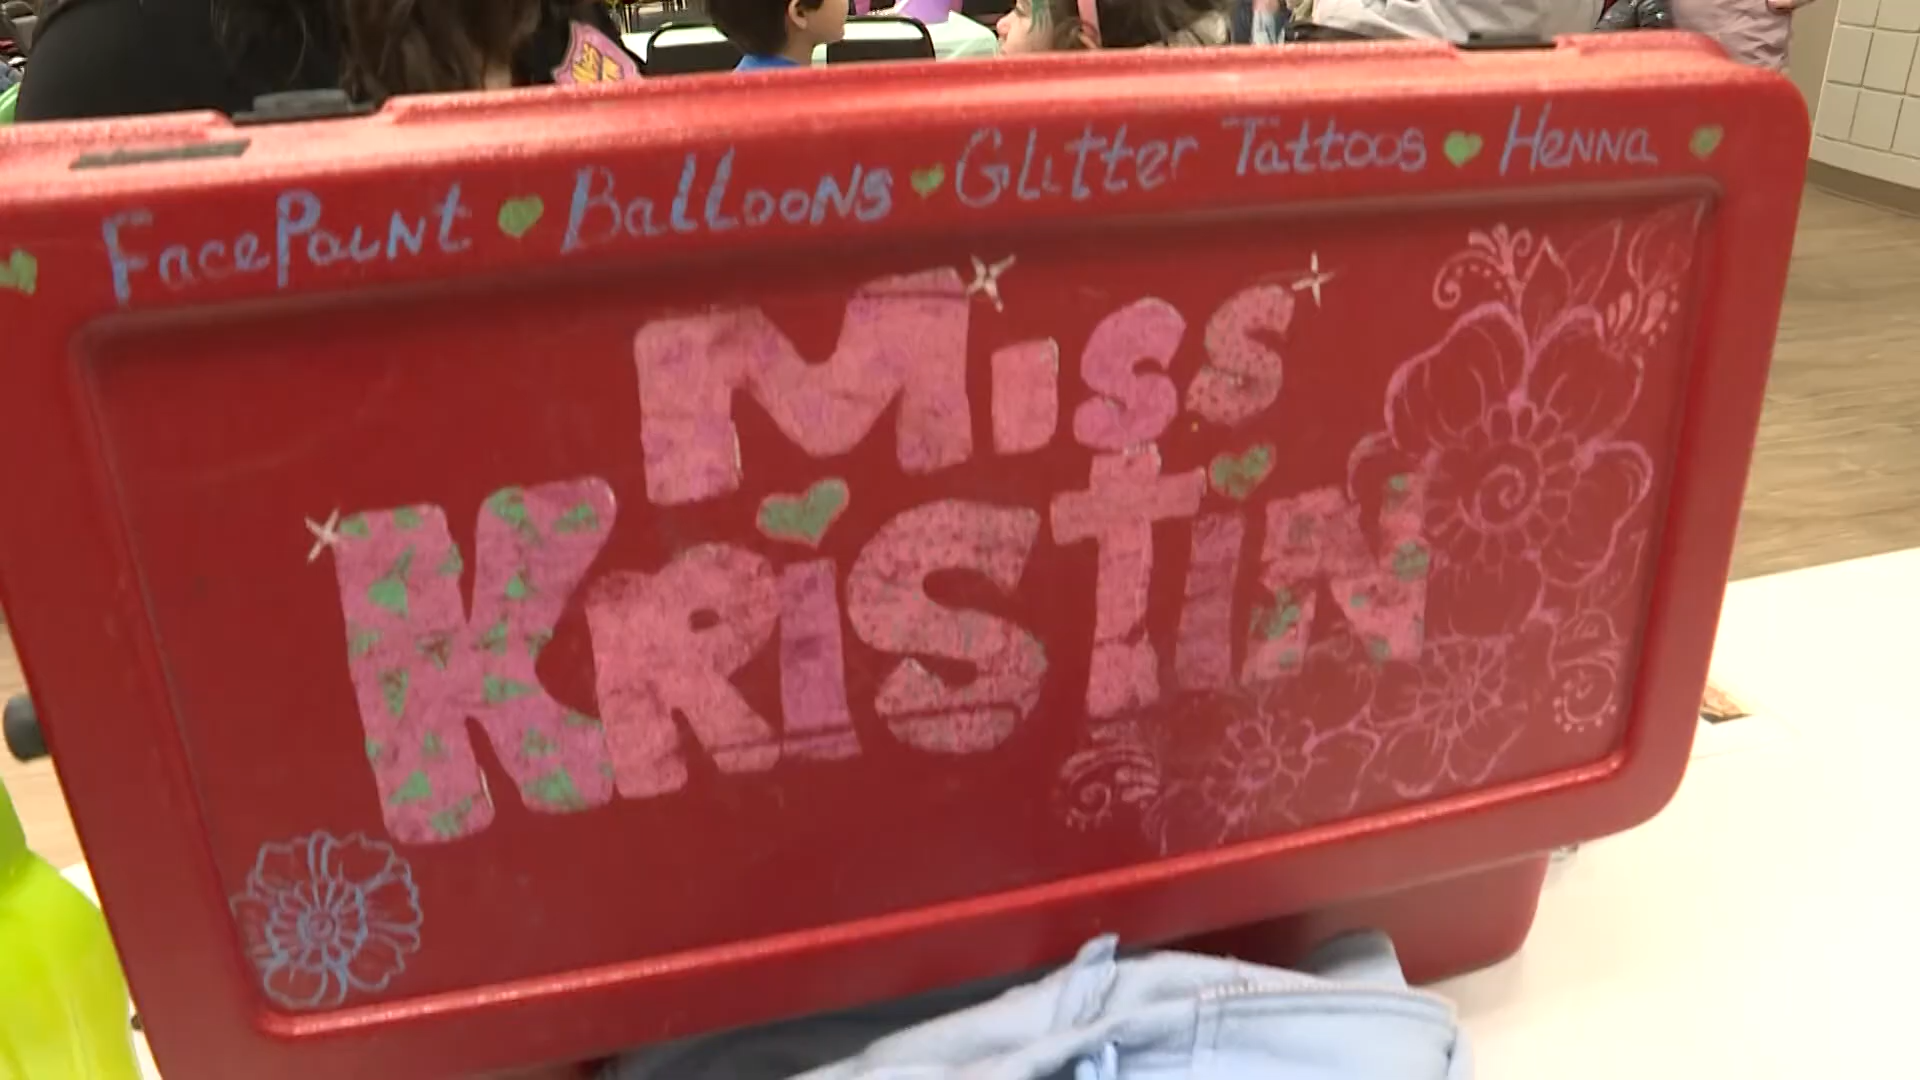 FacePaint Balloons Glitter Tattoos Henna
Miss
Kristin